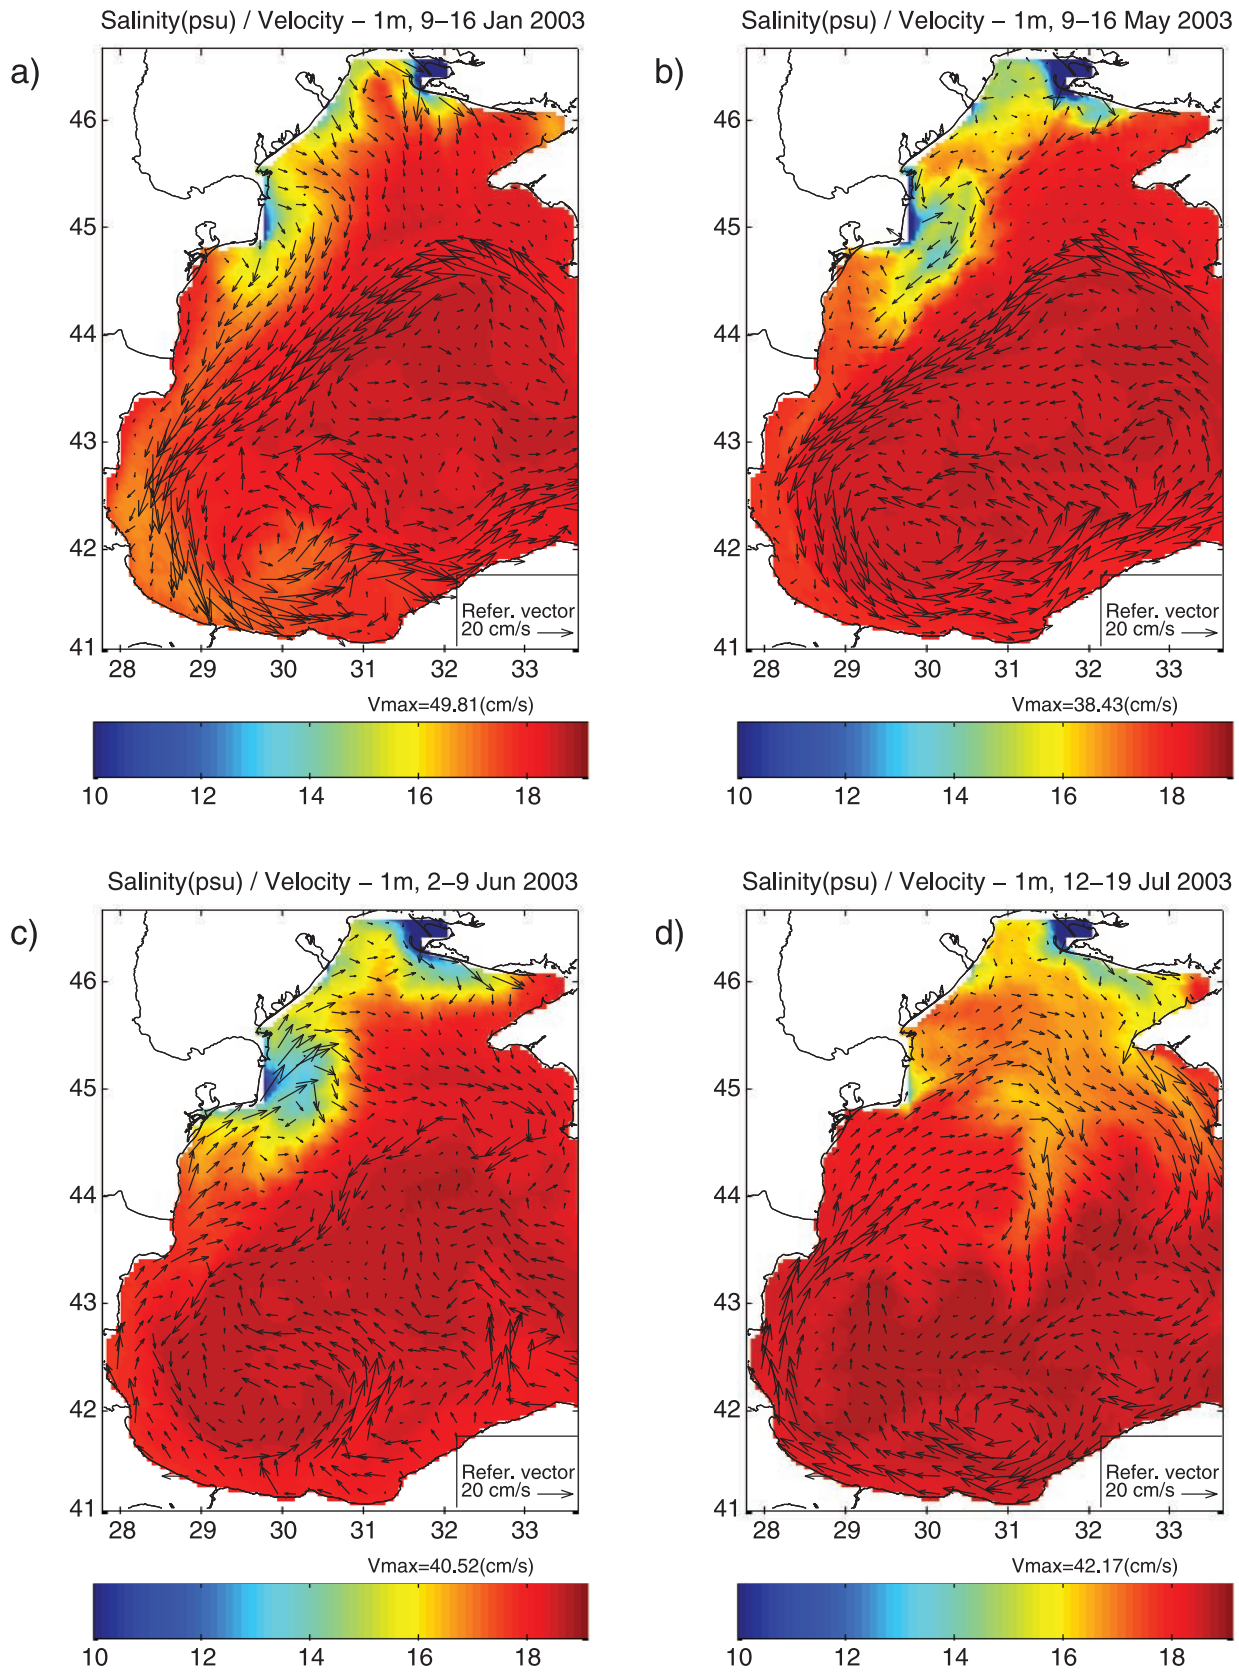 Salinity(psu) / Velocity – 1m, 9–16 Jan 2003
a)
46
45
44
43
42
41
28 29 30 31 32 33
Refer. vector
20 cm/s
Vmax=49.81(cm/s)
10 12 14 16 18
Salinity(psu) / Velocity – 1m, 9–16 May 2003
b)
46
45
44
43
42
41
28 29 30 31 32 33
Refer. vector
20 cm/s
Vmax=38.43(cm/s)
10 12 14 16 18
Salinity(psu) / Velocity – 1m, 2–9 Jun 2003
c)
46
45
44
43
42
41
28 29 30 31 32 33
Refer. vector
20 cm/s
Vmax=40.52(cm/s)
10 12 14 16 18
Salinity(psu) / Velocity – 1m, 12–19 Jul 2003
d)
46
45
44
43
42
41
28 29 30 31 32 33
Refer. vector
20 cm/s
Vmax=42.17(cm/s)
10 12 14 16 18